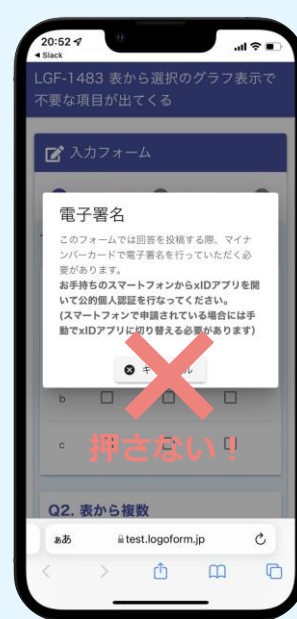 20:52
◀ Slack
LGF-1483 表から選択のグラフ表示で
不要な項目が出てくる
入力フォーム
電子署名
このフォームでは回答を投稿する際、マイナ
ンバーカードで電子署名を行っていただく必
要があります。
お手持ちのスマートフォンからxIDアプリを開
いて公的個人認証を行なってください。
(スマートフォンで申請されている場合には手
動でxIDアプリに切り替える必要があります)
b
押さない！
c
Q2. 表から複数
ぁあ test.logoform.jp